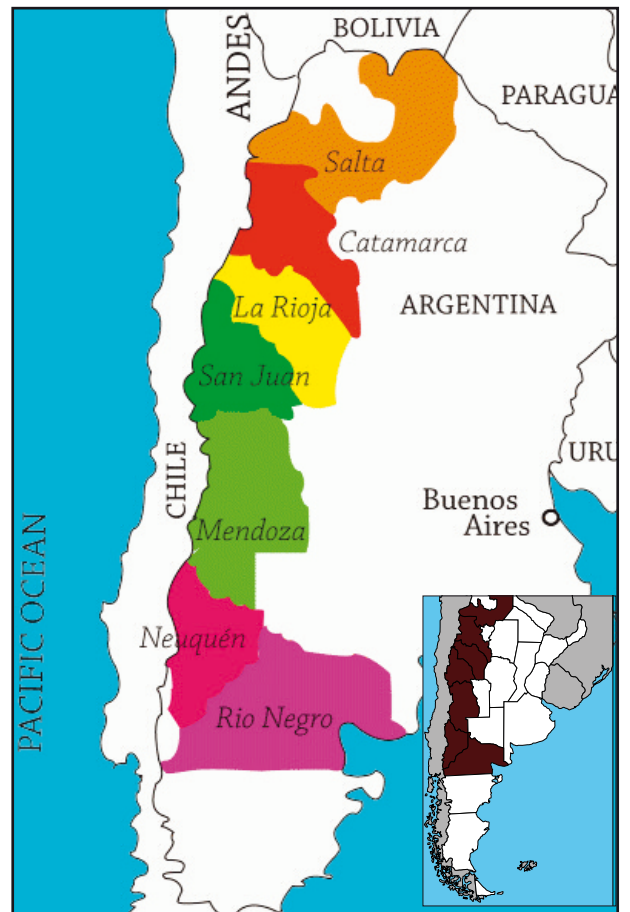 BOLIVIA
ANDES
PARAGUA
Salta
Catamarca
La Rioja
ARGENTINA
San Juan
CHILE
URU
Buenos
Aires
Mendoza
PACIFIC OCEAN
Neuquén
Rio Negro